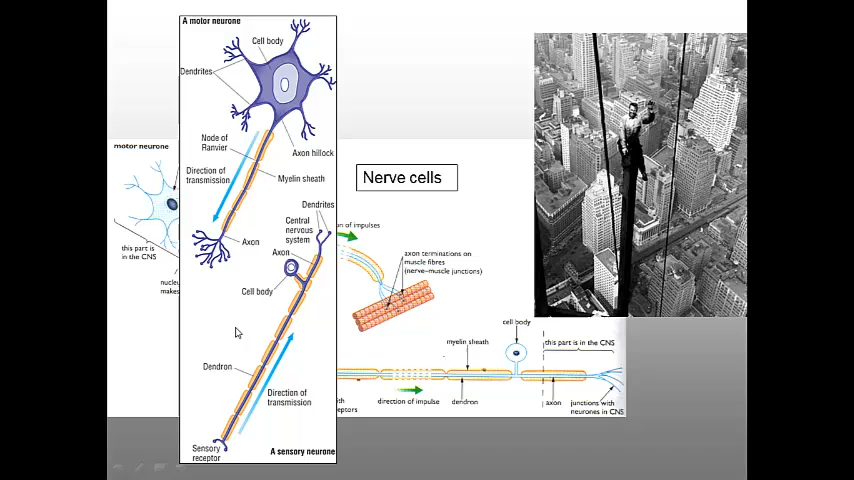 A motor neurone
Cell body
Dendrites
Node of
Ranvier
Axon hillock
Direction of
transmission
Myelin sheath
Axon
Dendrites
Central
nervous
system
Axon
Cell body
Dendron
Direction of
transmission
Sensory
receptor
A sensory neurone
Nerve cells
motor neurone
this part is
in the CNS
makes
n of impulses
axon terminations on
muscle fibres
(nerve-muscle junctions)
cell body
myelin sheath
this part is in the CNS
direction of impulse
dendron
axon
junctions with
neurones in CNS